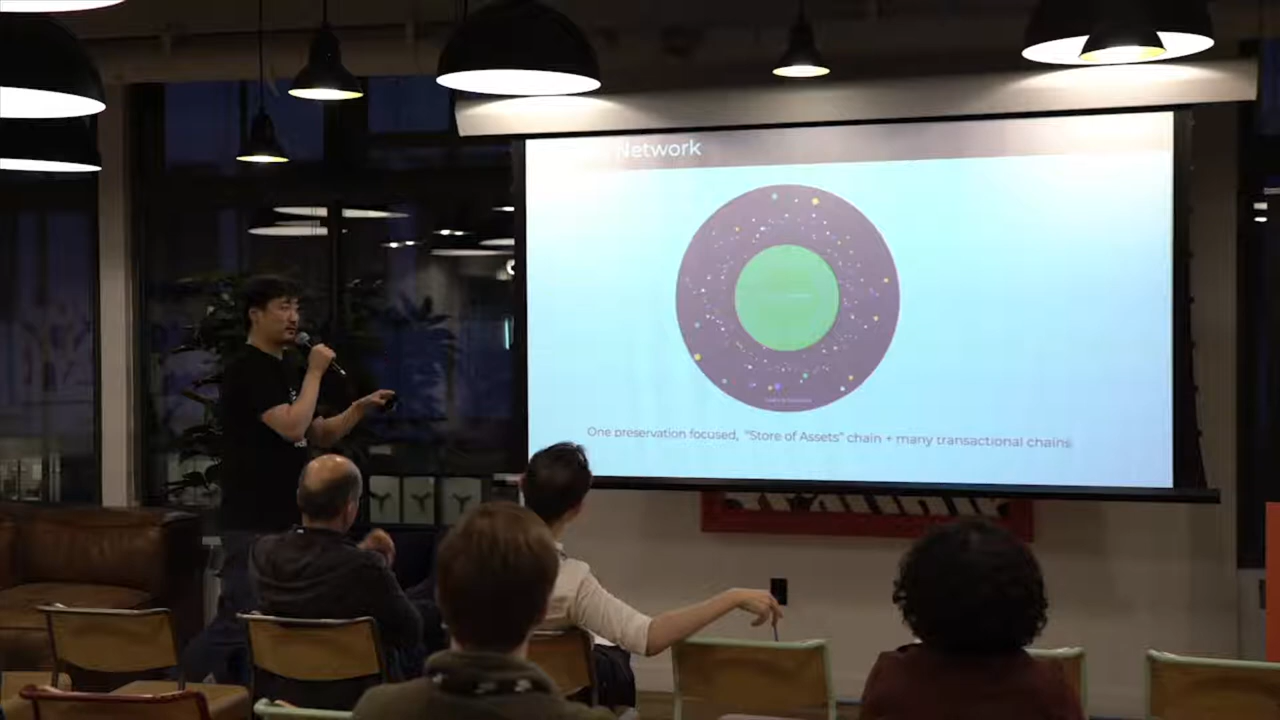 Network
One preservation focused, "Store of Assets" chain + many transactional chains